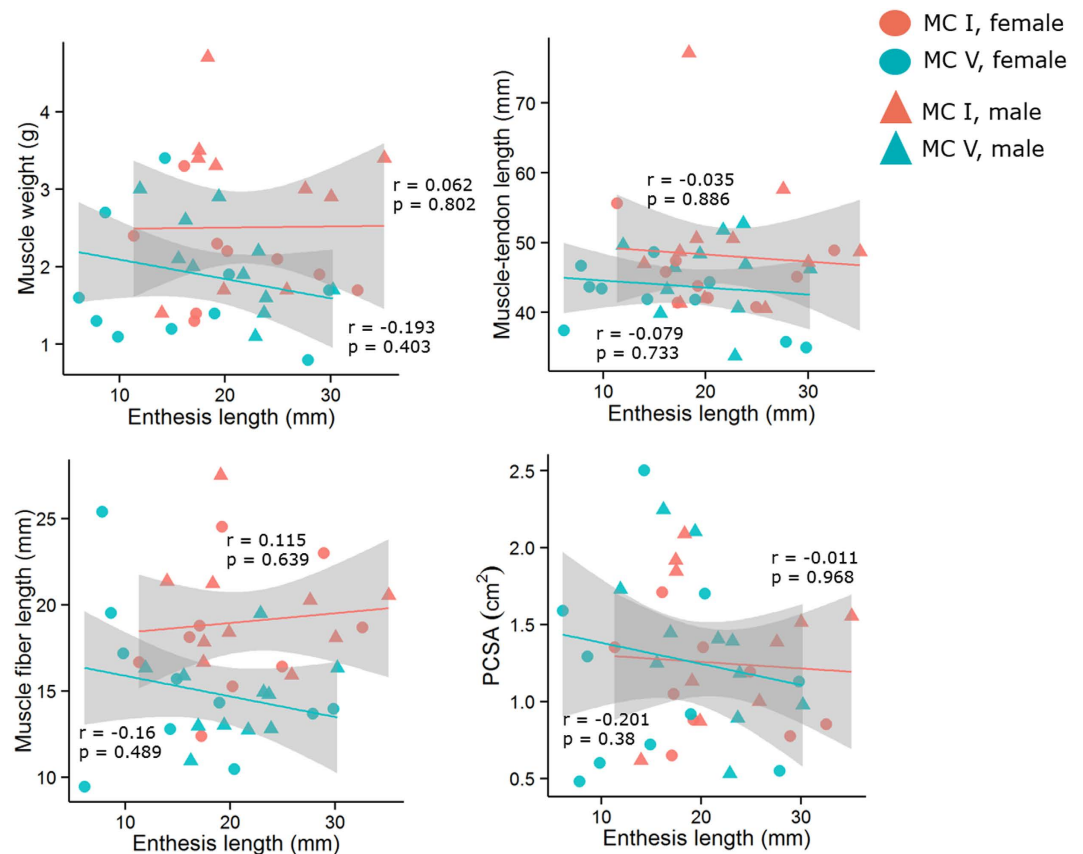 MC I, female
MC V, female
MC I, male
MC V, male
Muscle weight (g)
4
3
2
1
r = 0.062
p = 0.802
r = -0.193
p = 0.403
10 20 30
Enthesis length (mm)
Muscle-tendon length (mm)
70
60
50
40
r = -0.035
p = 0.886
r = -0.079
p = 0.733
10 20 30
Enthesis length (mm)
Muscle fiber length (mm)
25
20
15
10
r = 0.115
p = 0.639
r = -0.16
p = 0.489
10 20 30
Enthesis length (mm)
PCSA (cm²)
2.5
2.0
1.5
1.0
0.5
r = -0.011
p = 0.968
r = -0.201
p = 0.38
10 20 30
Enthesis length (mm)